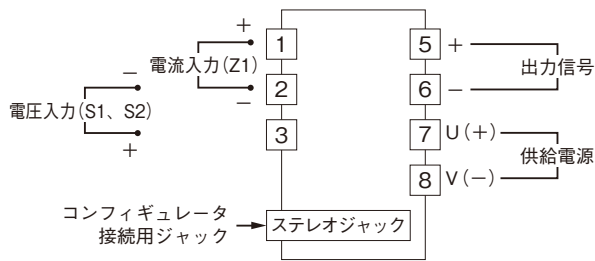 +
電流入力(Z1)
−
−
電圧入力(S1、S2)
+
1
2
3
5 +
6 −
出力信号
7 U(+)
8 V(−)
供給電源
コンフィギュレータ
接続用ジャック
ステレオジャック